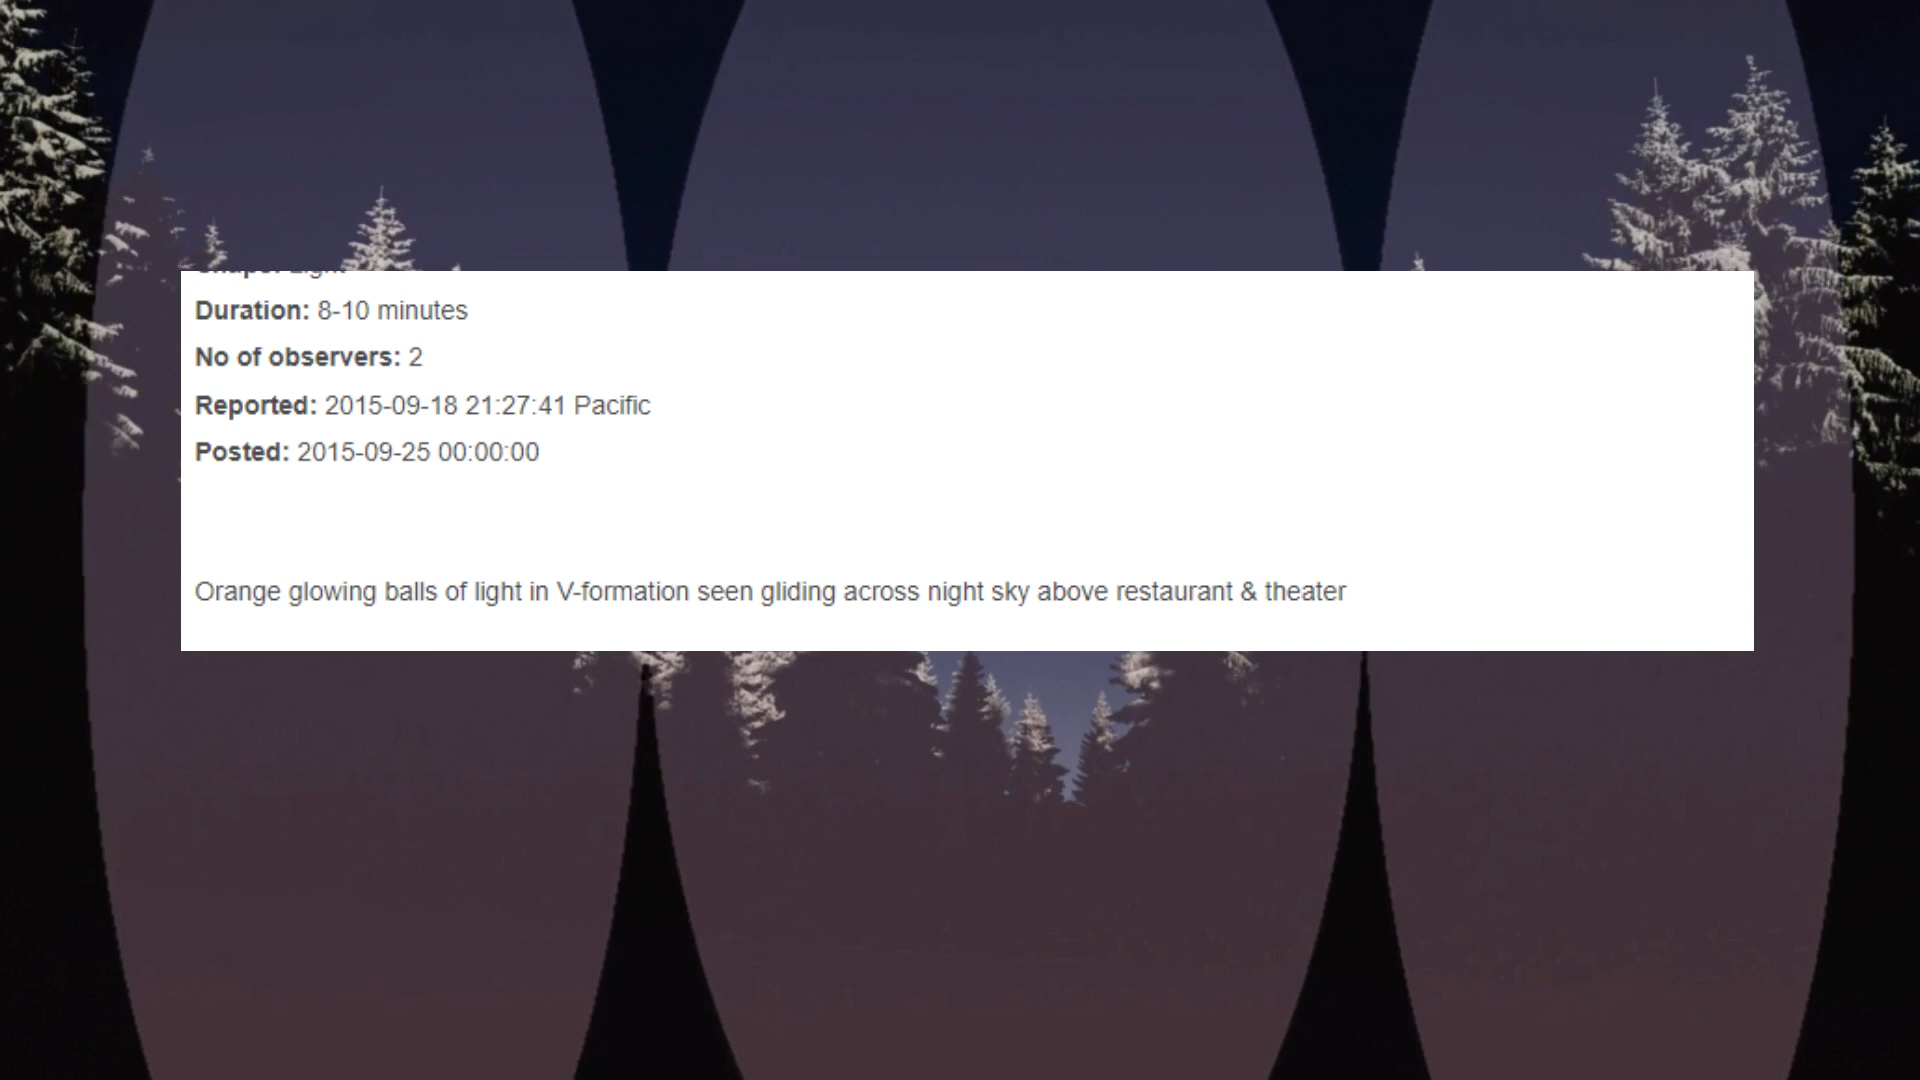 Shape: Light
Duration: 8-10 minutes
No of observers: 2
Reported: 2015-09-18 21:27:41 Pacific
Posted: 2015-09-25 00:00:00
Orange glowing balls of light in V-formation seen gliding across night sky above restaurant & theater